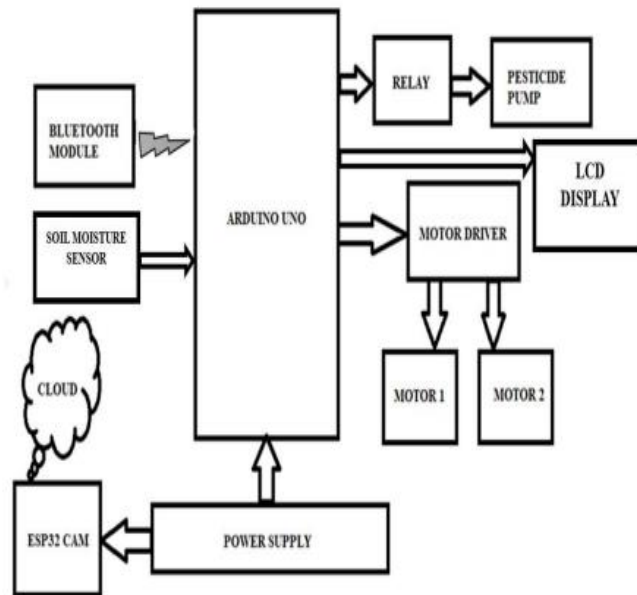 BLUETOOTH
MODULE
SOIL MOISTURE
SENSOR
CLOUD
ESP32 CAM
ARDUINO UNO
POWER SUPPLY
RELAY
PESTICIDE
PUMP
LCD
DISPLAY
MOTOR DRIVER
MOTOR 1
MOTOR 2